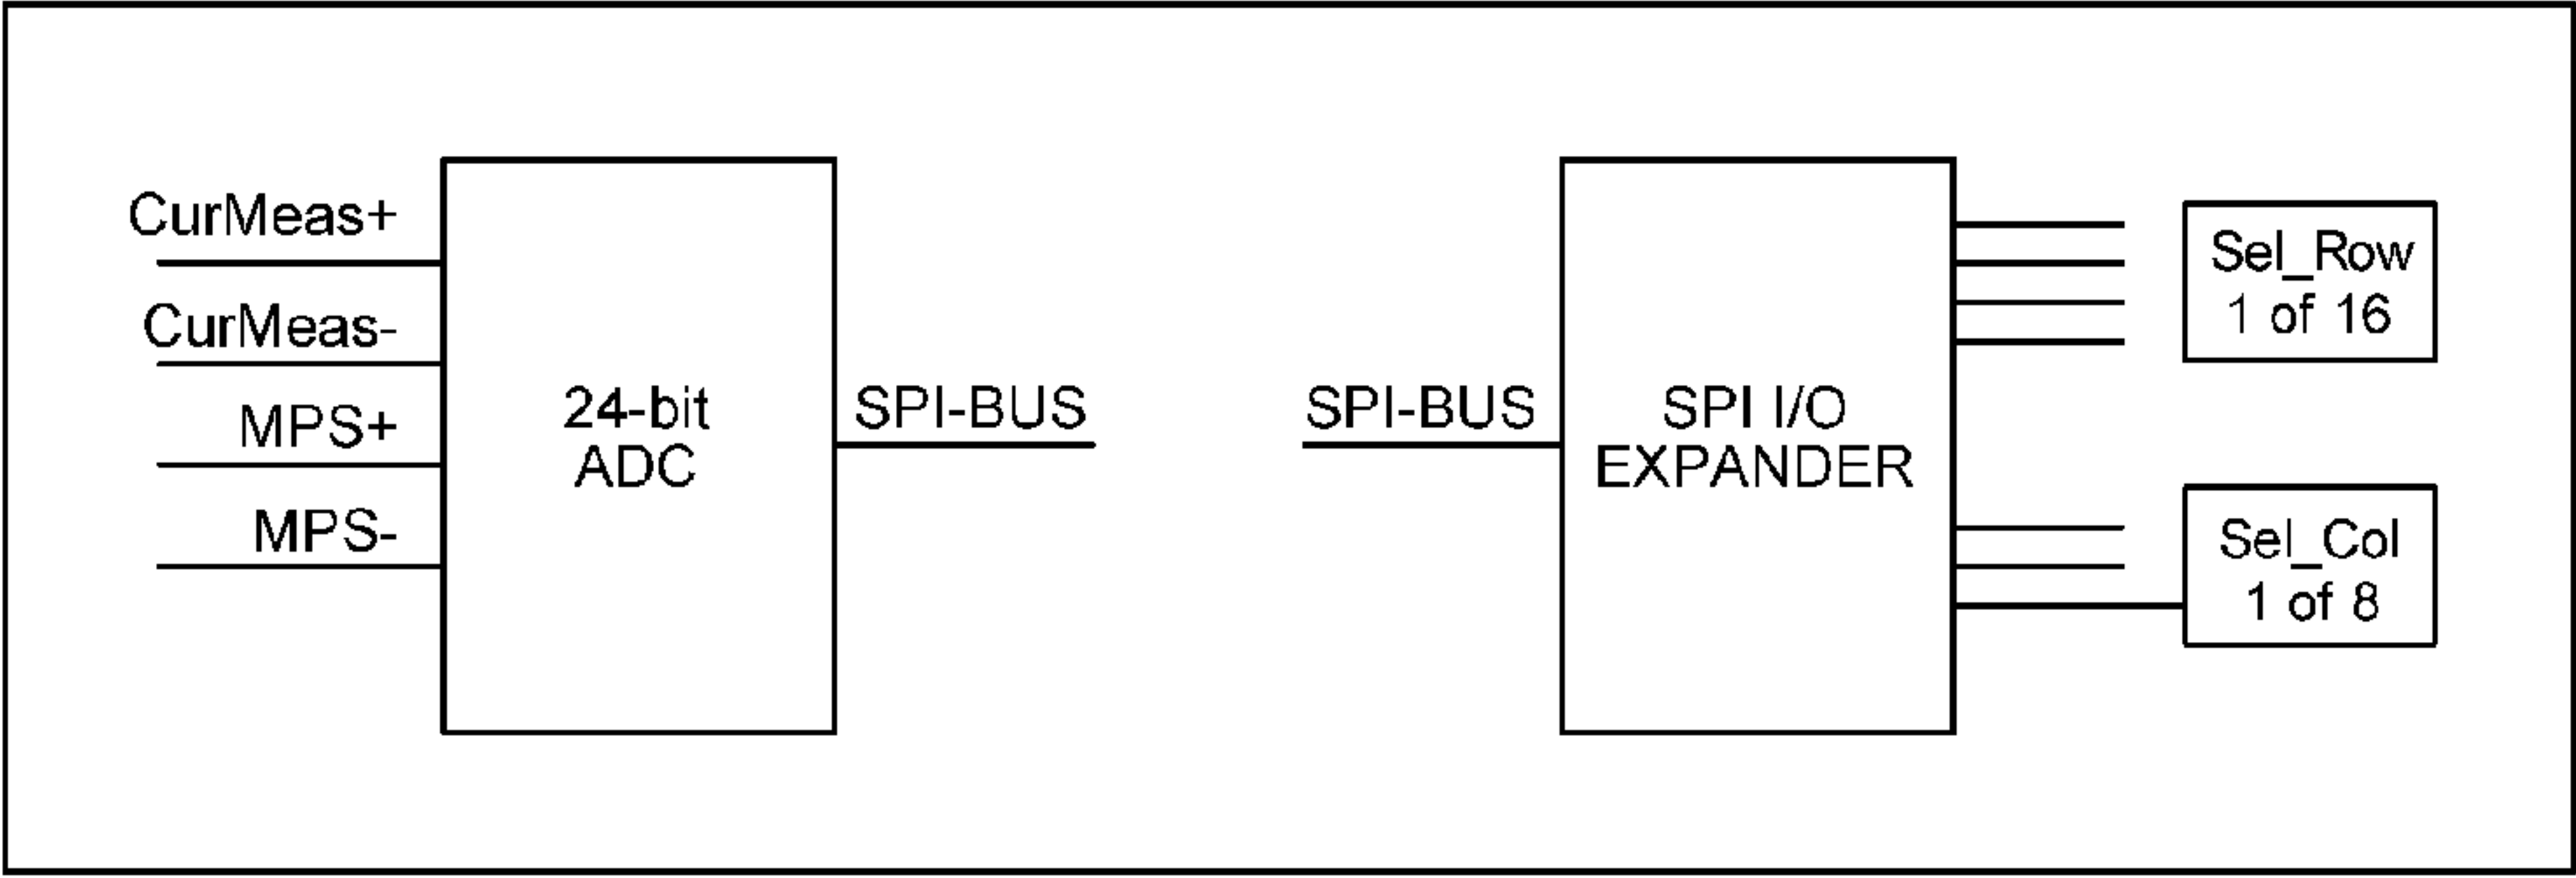 CurMeas+
CurMeas-
MPS+
MPS-
24-bit
ADC
SPI-BUS
SPI-BUS
SPI I/O
EXPANDER
Sel_Row
1 of 16
Sel_Col
1 of 8